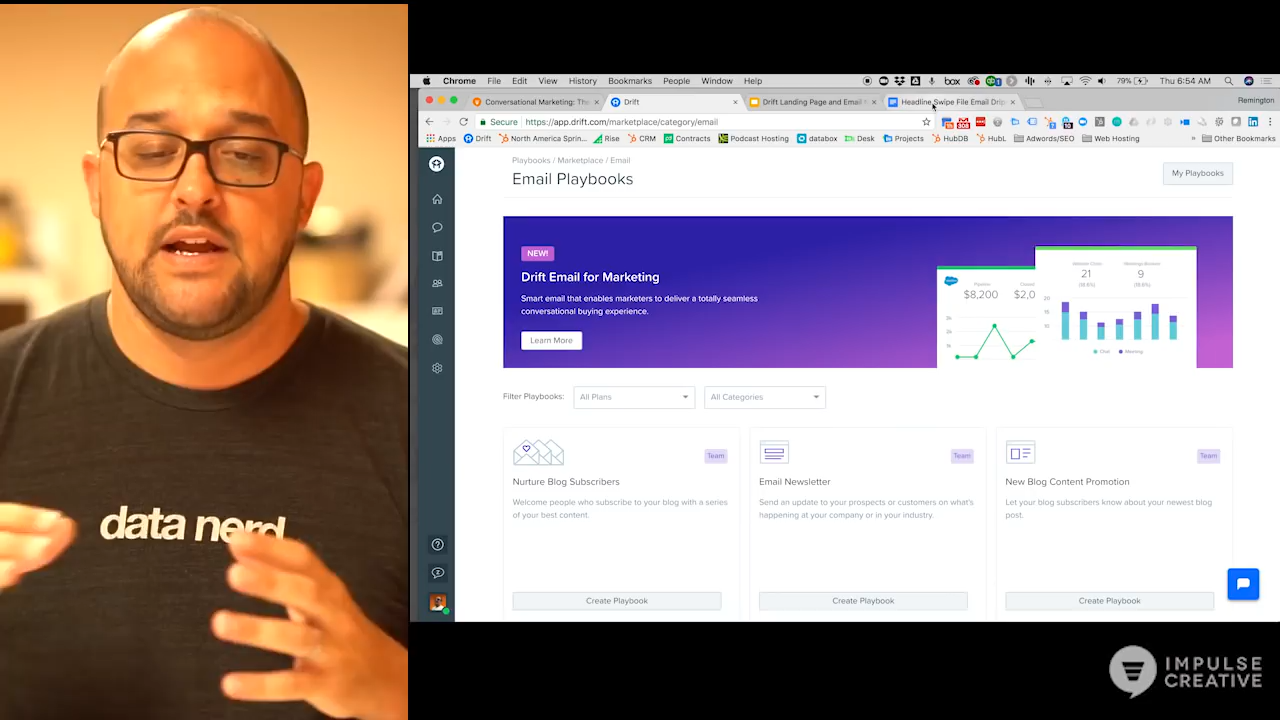 data nerd
Chrome File Edit View History Bookmarks People Window Help
box
79%
Thu 6:54 AM
Conversational Marketing: The
Drift
Drift Landing Page and Email
Headline Swipe File Email Drip
Remington
Secure
https://app.drift.com/marketplace/category/email
Apps Drift North America Sprin... Rise CRM Contracts Podcast Hosting databox Desk Projects HubDB HubL Adwords/SEO Web Hosting » Other Bookmarks
Playbooks / Marketplace / Email
Email Playbooks
My Playbooks
NEW!
Drift Email for Marketing
Smart email that enables marketers to deliver a totally seamless
conversational buying experience.
Learn More
$8,200
$2,0
21
9
Chat
Meeting
Filter Playbooks:
All Plans
All Categories
Team
Nurture Blog Subscribers
Welcome people who subscribe to your blog with a series
of your best content.
Create Playbook
Team
Email Newsletter
Send an update to your prospects or customers on what's
happening at your company or in your industry.
Create Playbook
Team
New Blog Content Promotion
Let your blog subscribers know about your newest blog
post.
Create Playbook
IMPULSE
CREATIVE